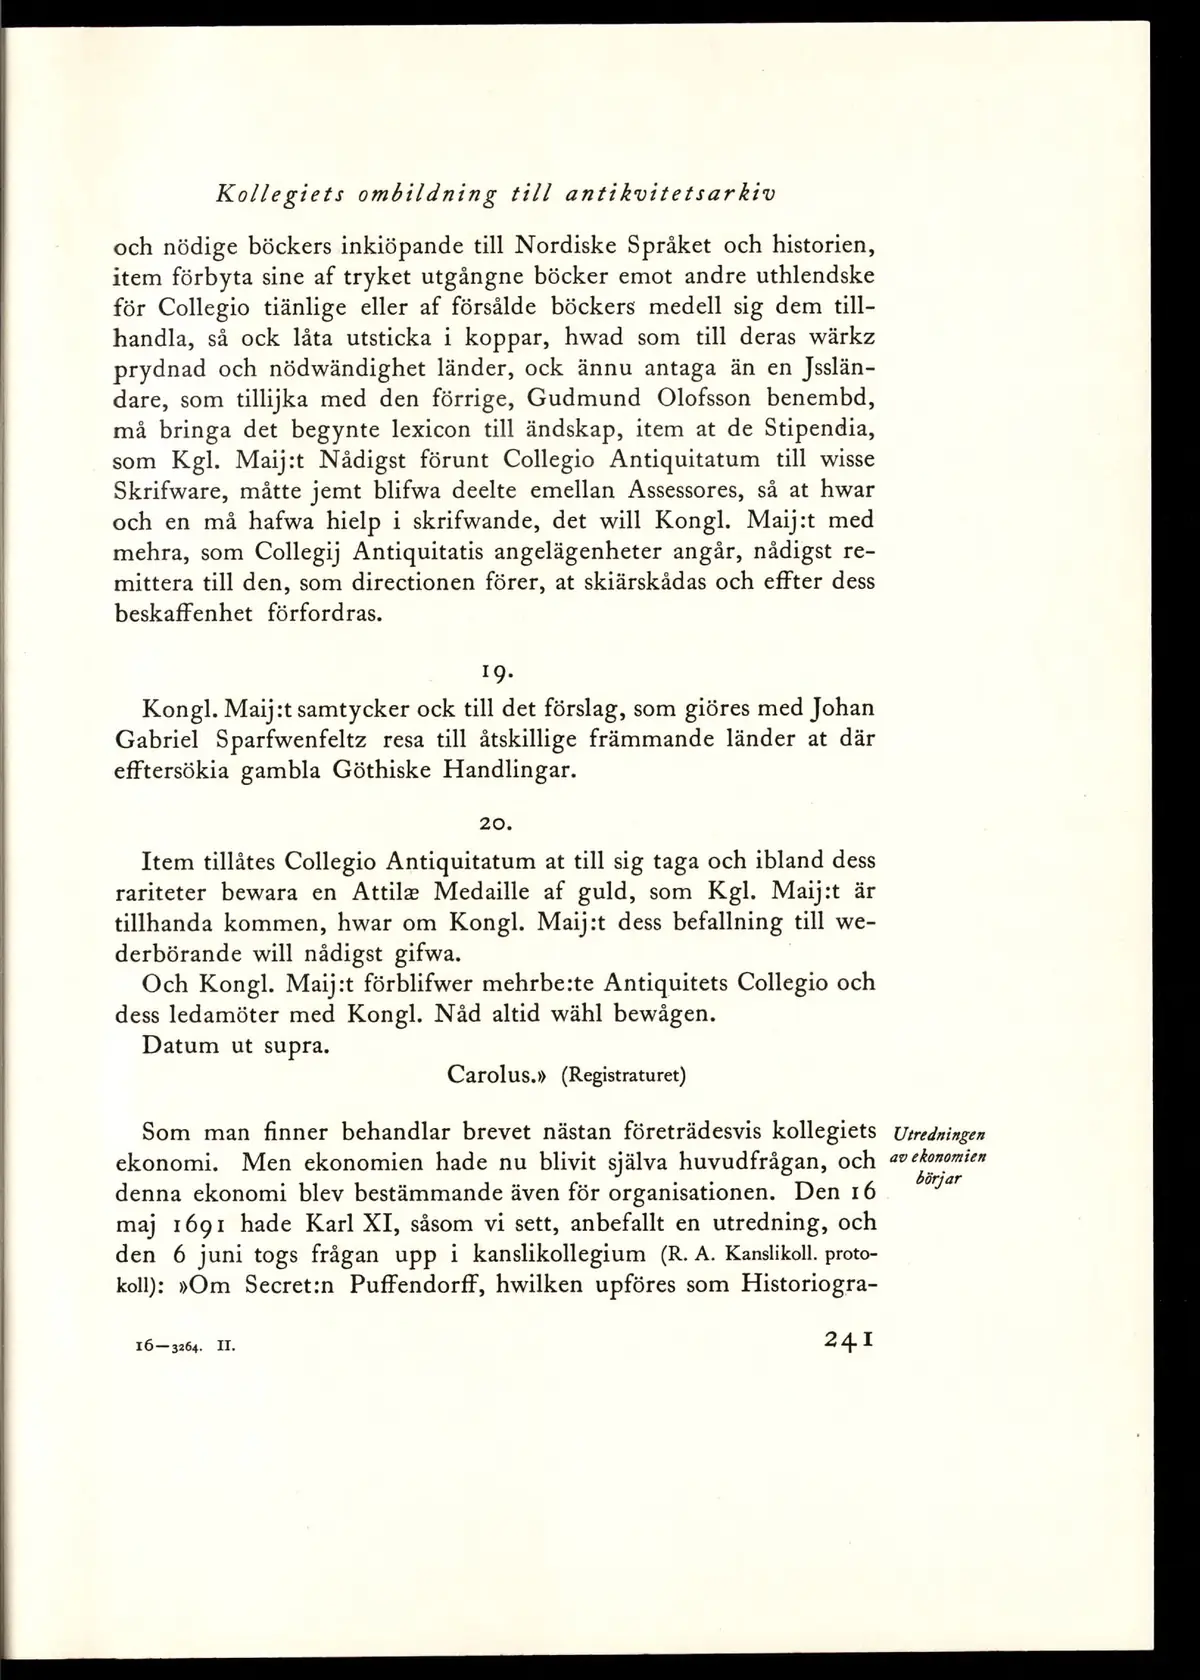 Kollegiets ombildning till antikvitetsarkiv
och nödige böckers inkiöpande till Nordiske Språket och historien,
item förbyta sine af tryket utgångne böcker emot andre uthlendske
för Collegio tiänlige eller af försålde böckers medell sig dem till-
handla, så ock låta utsticka i koppar, hwad som till deras wärkz
prydnad och nödwändighet länder, ock ännu antaga än en Jsslän-
dare, som tillijka med den förrige, Gudmund Olofsson benembd,
må bringa det begynte lexicon till ändskap, item at de Stipendia,
som Kgl. Maij:t Nådigst förunt Collegio Antiquitatum till wisse
Skrifware, måtte jemt blifwa deelte emellan Assessores, så at hwar
och en må hafwa hielp i skrifwande, det will Kongl. Maij:t med
mehra, som Collegij Antiquitatis angelägenheter angår, nådigst re-
mittera till den, som directionen förer, at skiärskådas och effter dess
beskaffenhet förfordras.
19.
Kongl. Maij:t samtycker ock till det förslag, som giöres med Johan
Gabriel Sparfwenfeltz resa till åtskillige främmande länder at där
efftersökia gambla Göthiske Handlingar.
20.
Item tillåtes Collegio Antiquitatum at till sig taga och ibland dess
rariteter bewara en Attilæ Medaille af guld, som Kgl. Maij:t är
tillhanda kommen, hwar om Kongl. Maij:t dess befallning till we-
derbörande will nådigst gifwa.
Och Kongl. Maij:t förblifwer mehrbe:te Antiquitets Collegio och
dess ledamöter med Kongl. Nåd altid wähl bewågen.
Datum ut supra.
Carolus.» (Registraturet)
Som man finner behandlar brevet nästan företrädesvis kollegiets
ekonomi. Men ekonomien hade nu blivit själva huvudfrågan, och
denna ekonomi blev bestämmande även för organisationen. Den 16
maj 1691 hade Karl XI, såsom vi sett, anbefallt en utredning, och
den 6 juni togs frågan upp i kanslikollegium (R. A. Kanslikoll. proto-
koll): »Om Secret:n Puffendorff, hwilken upföres som Historiogra-
Utredningen
av ekonomien
börjar
16—3264. II.
241